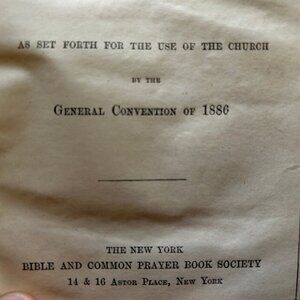 AS SET FORTH FOR THE USE OF THE CHURCH
BY THE
GENERAL CONVENTION OF 1886
THE NEW YORK
BIBLE AND COMMON PRAYER BOOK SOCIETY
14 & 16 ASTOR PLACE, NEW YORK